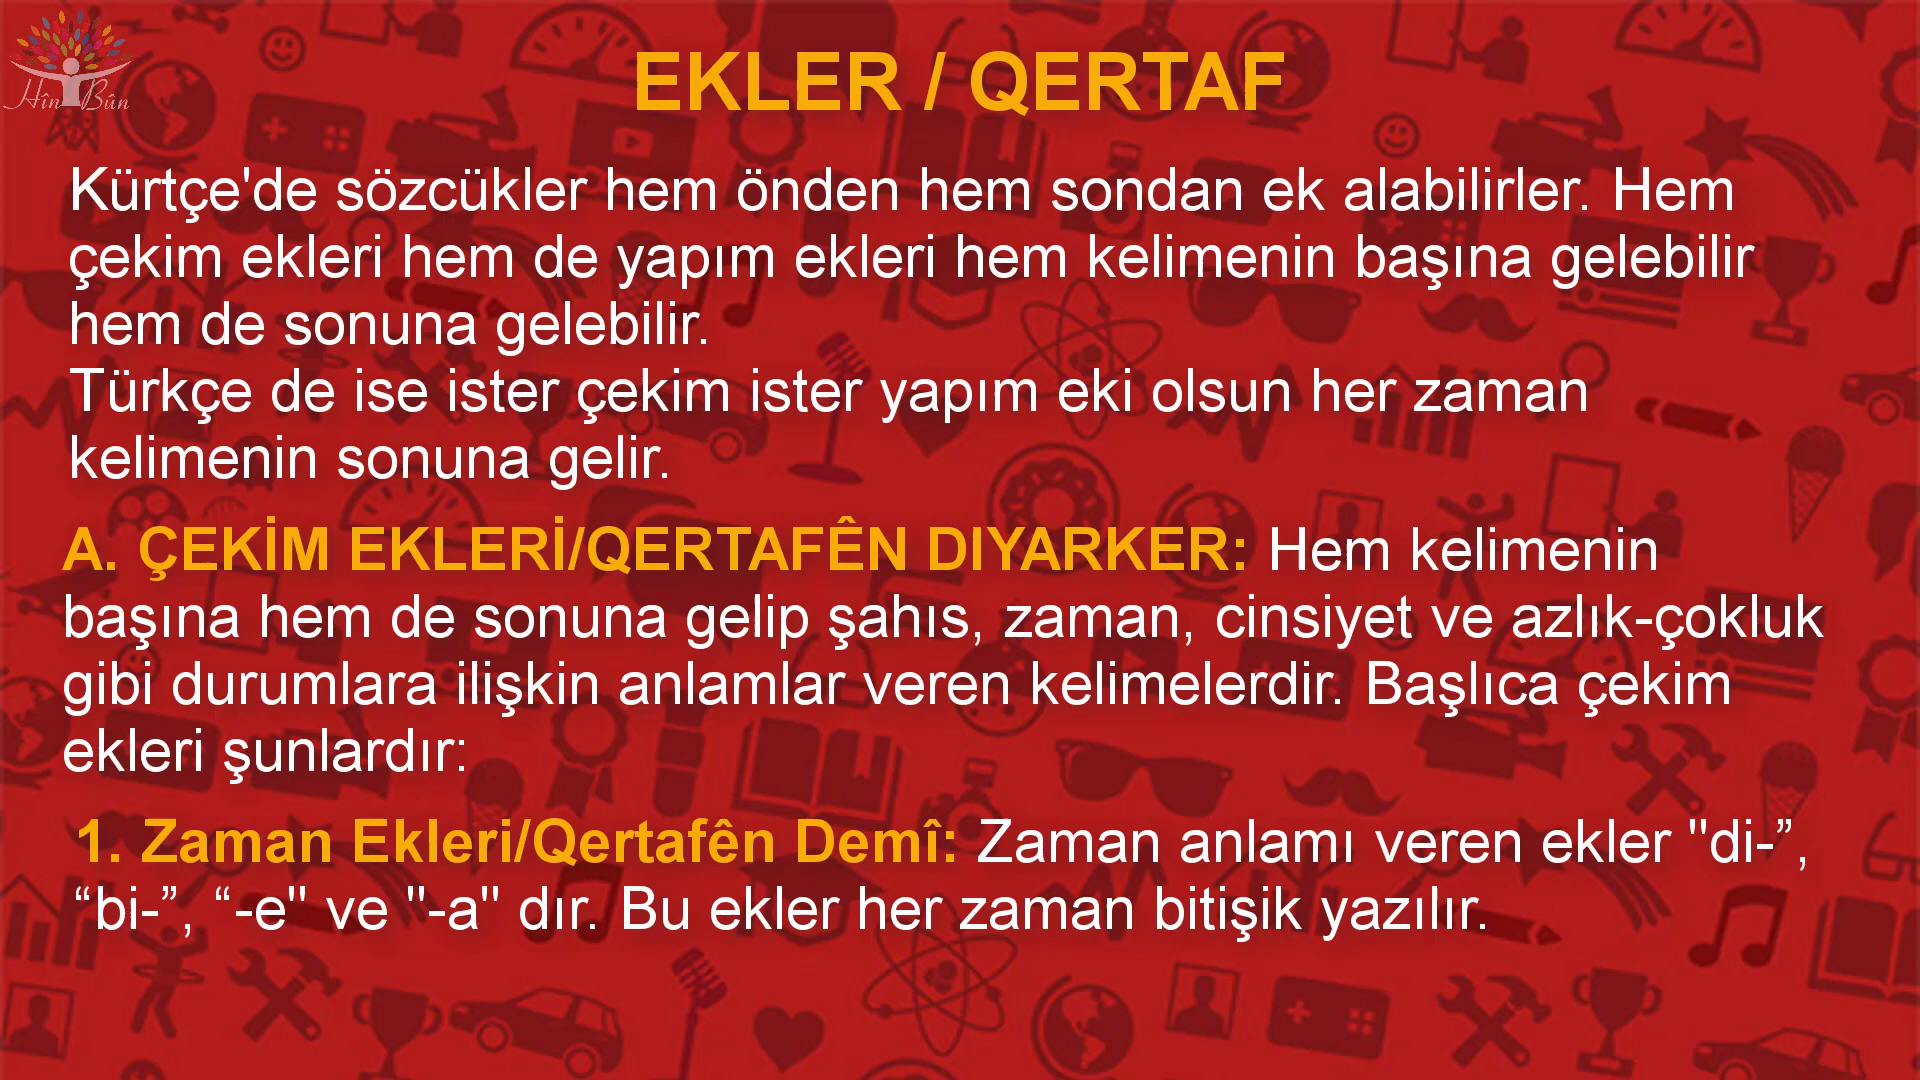 Hîn Bûn
EKLER / QERTAF
Kürtçe'de sözcükler hem önden hem sondan ek alabilirler. Hem
çekim ekleri hem de yapım ekleri hem kelimenin başına gelebilir
hem de sonuna gelebilir.
Türkçe de ise ister çekim ister yapım eki olsun her zaman
kelimenin sonuna gelir.
A. ÇEKİM EKLERİ/QERTAFÊN DIYARKER: Hem kelimenin
başına hem de sonuna gelip şahıs, zaman, cinsiyet ve azlık-çokluk
gibi durumlara ilişkin anlamlar veren kelimelerdir. Başlıca çekim
ekleri şunlardır:
1. Zaman Ekleri/Qertafên Demî: Zaman anlamı veren ekler "di-”,
“bi-”, “-e" ve "-a" dır. Bu ekler her zaman bitişik yazılır.